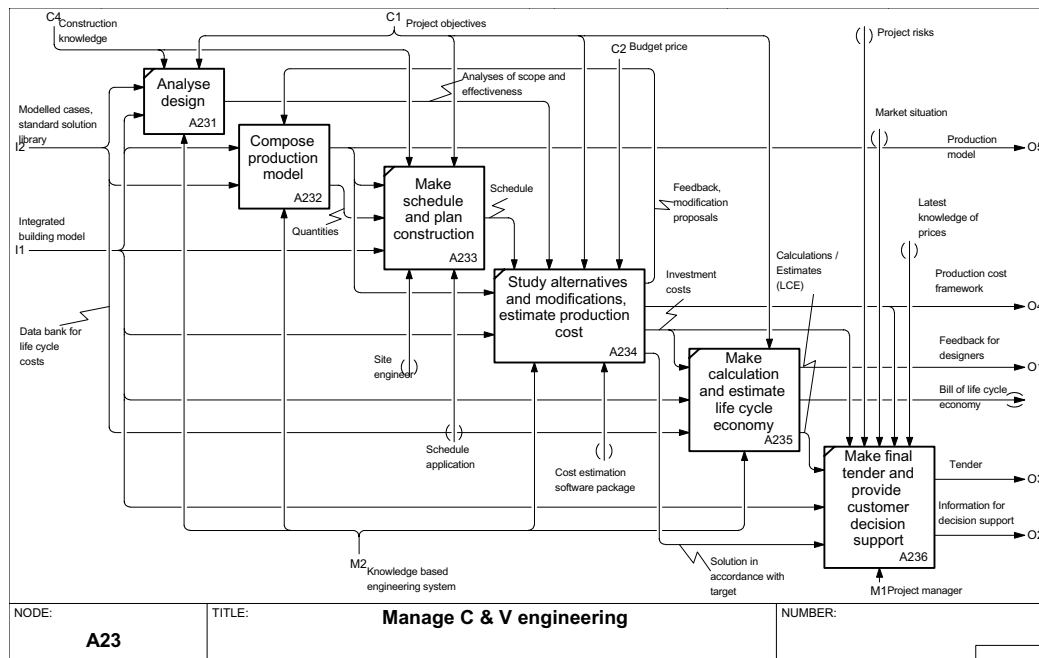 C4
Construction
knowledge
C1
Project objectives
C2 Budget price
Project risks
Analyse
design
A231
Analyses of scope and
effectiveness
Market situation
Modelled cases,
standard solution
library
I2
Compose
production
model
A232
Production
model
O5
Make
schedule
and plan
construction
A233
Schedule
Feedback,
modification
proposals
Latest
knowledge of
prices
Quantities
Integrated
building model
I1
Study alternatives
and modifications,
estimate production
cost
A234
Investment
costs
Calculations /
Estimates
(LCE)
Production cost
framework
O4
Data bank for
life cycle
costs
Site
engineer
Make
calculation
and estimate
life cycle
economy
A235
Feedback for
designers
O1
Bill of life cycle
economy
Schedule
application
Cost estimation
software package
Make final
tender and
provide
customer
decision
support
A236
Tender
O3
Information for
decision support
O2
M2
Knowledge based
engineering system
Solution in
accordance with
target
M1 Project manager
NODE:
A23
TITLE:
Manage C & V engineering
NUMBER: